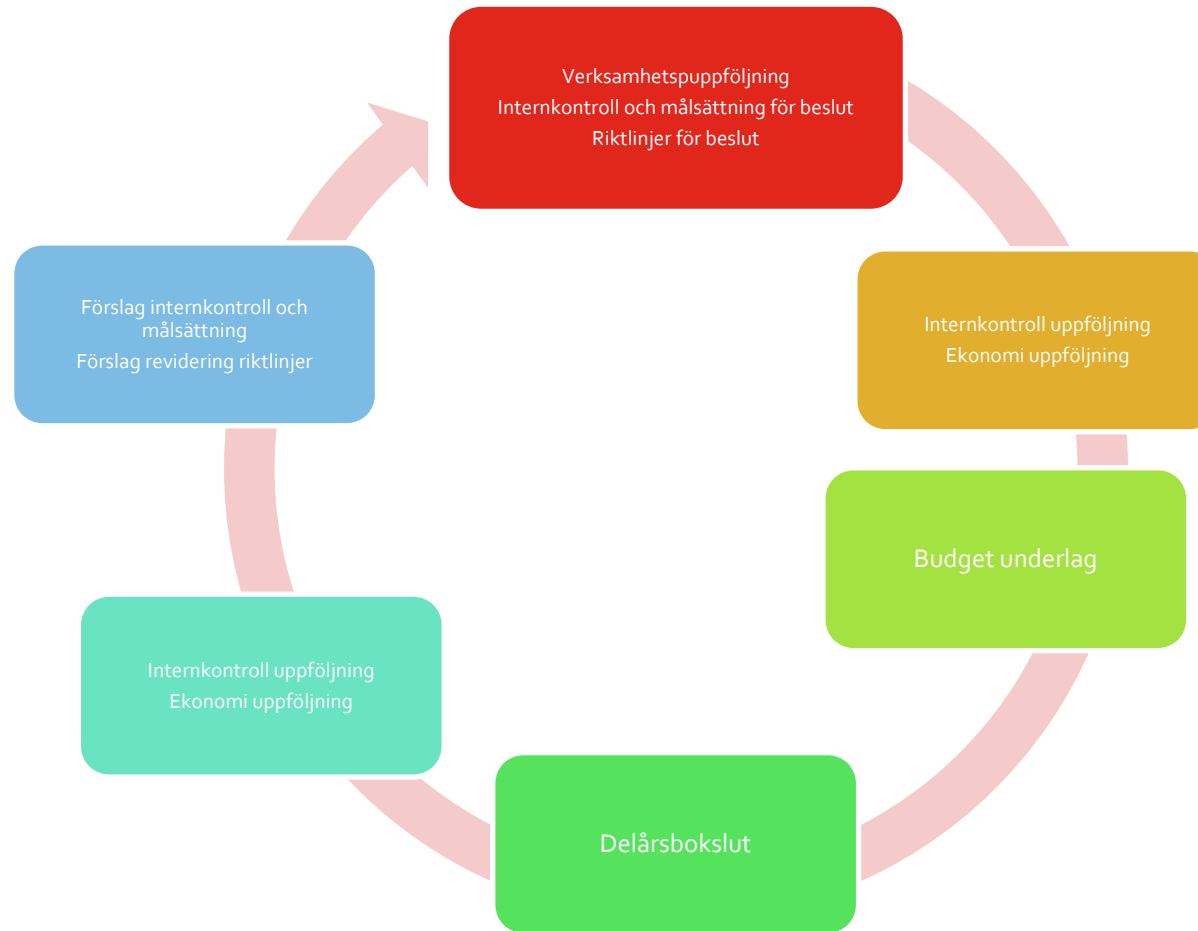 Verksamhetspuppföljning
Internkontroll och målsättning för beslut
Riktlinjer för beslut
Internkontroll uppföljning
Ekonomi uppföljning
Budget underlag
Delårsbokslut
Internkontroll uppföljning
Ekonomi uppföljning
Förslag internkontroll och
målsättning
Förslag revidering riktlinjer